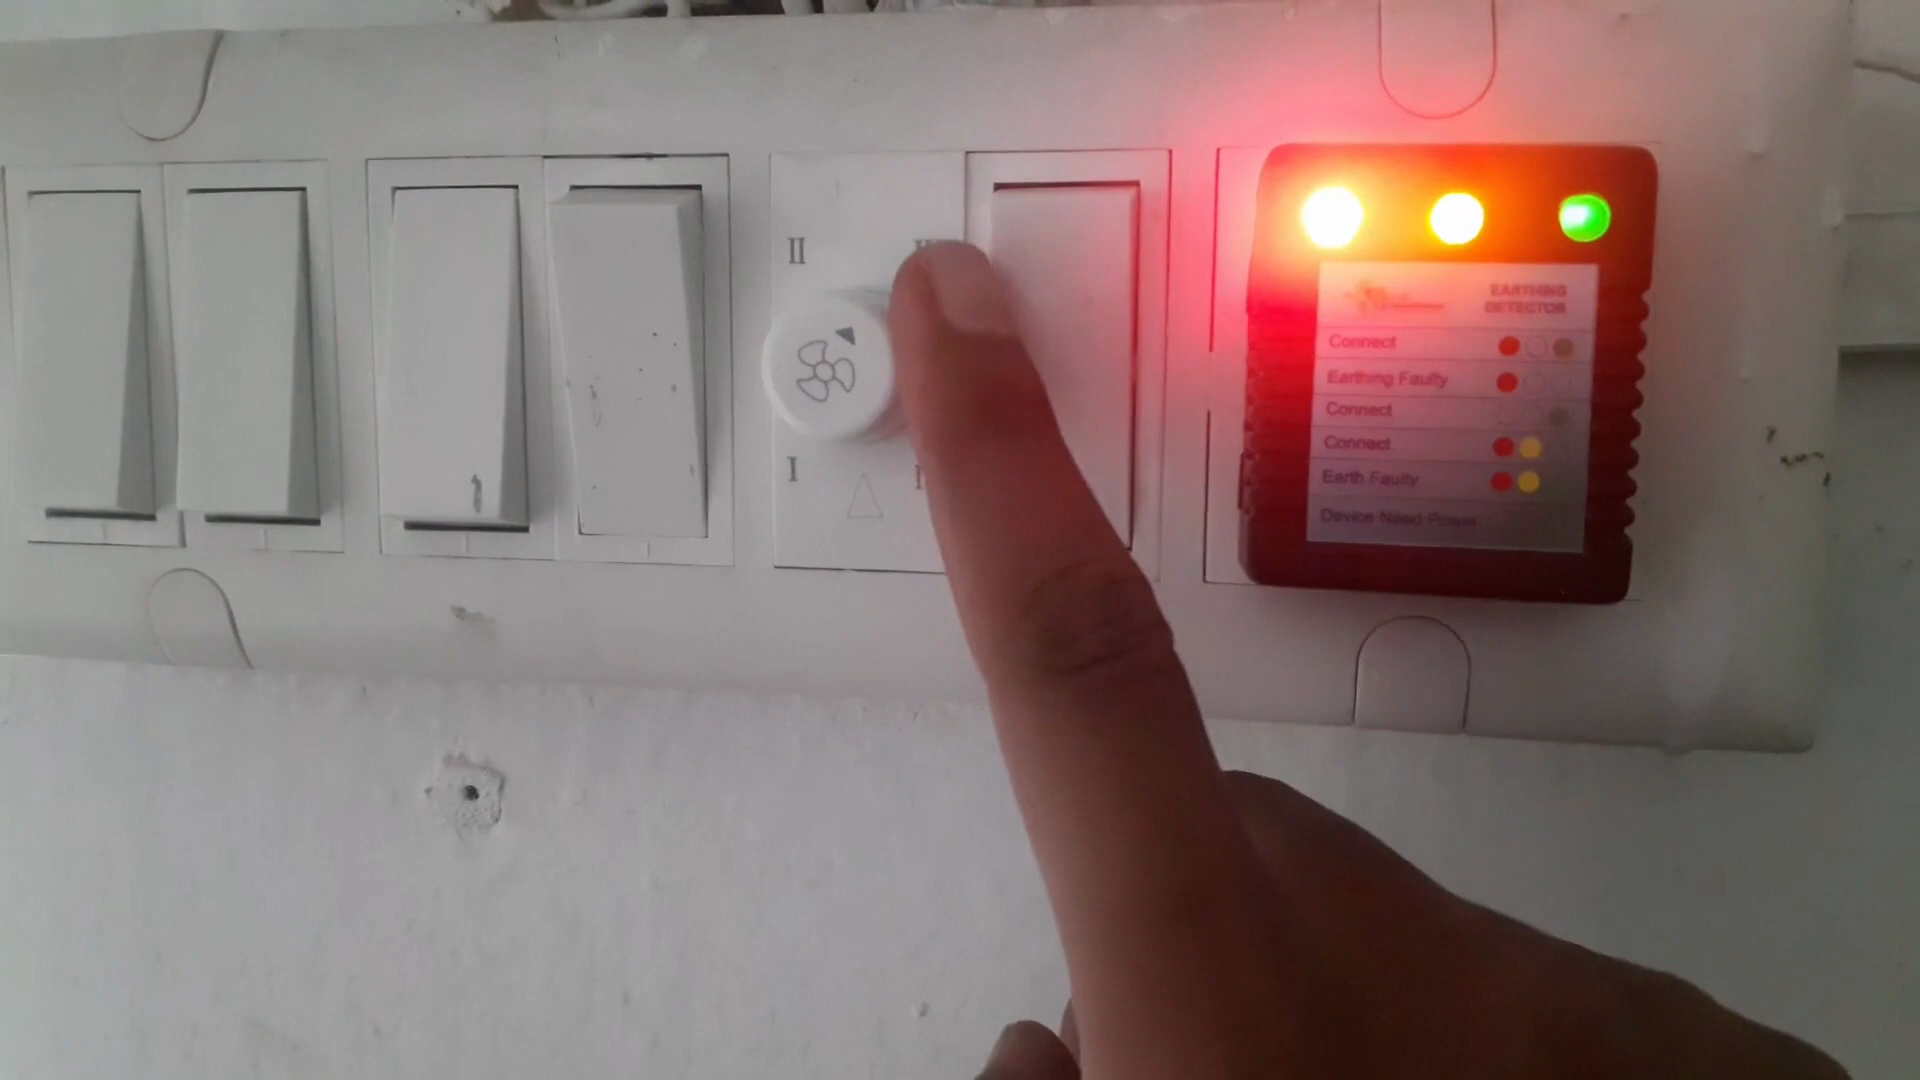 II
I
EARTHING
DETECTOR
Connect
Earthing Faulty
Connect
Connect
Earth Faulty
Device Need Power